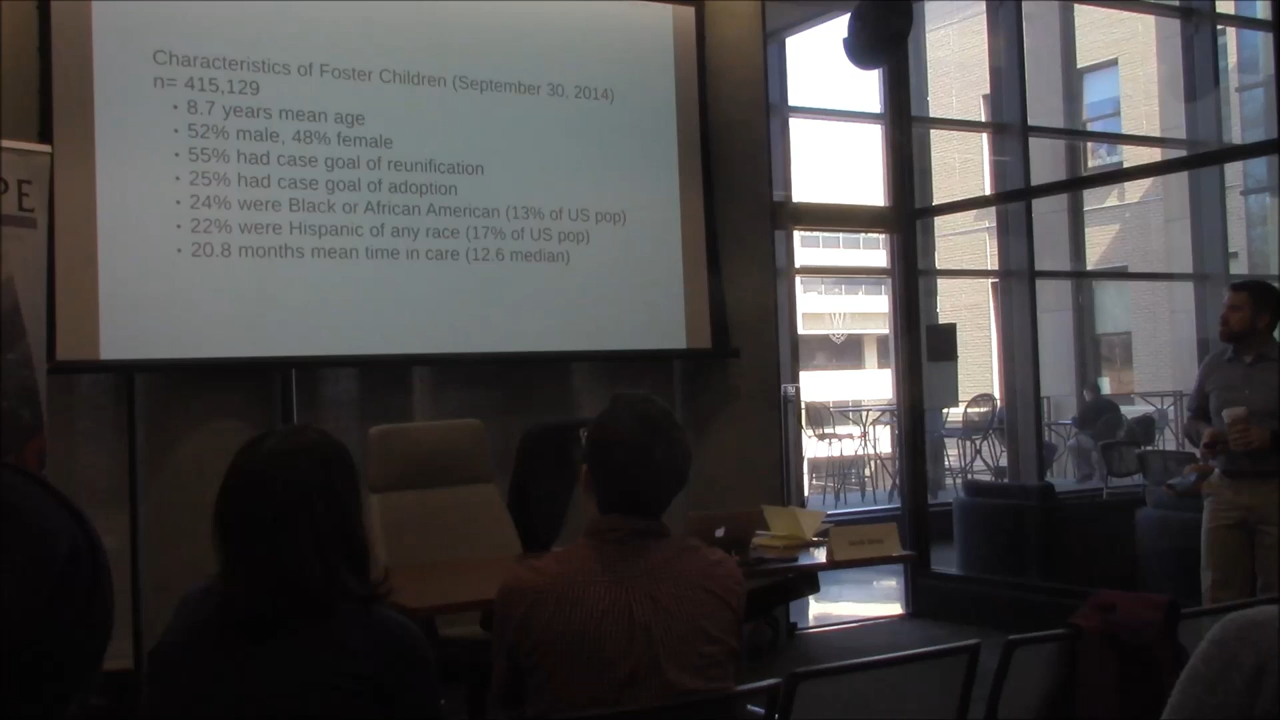 Characteristics of Foster Children (September 30, 2014)
n= 415,129
• 8.7 years mean age
• 52% male, 48% female
• 55% had case goal of reunification
• 25% had case goal of adoption
• 24% were Black or African American (13% of US pop)
• 22% were Hispanic of any race (17% of US pop)
• 20.8 months mean time in care (12.6 median)
PE
W